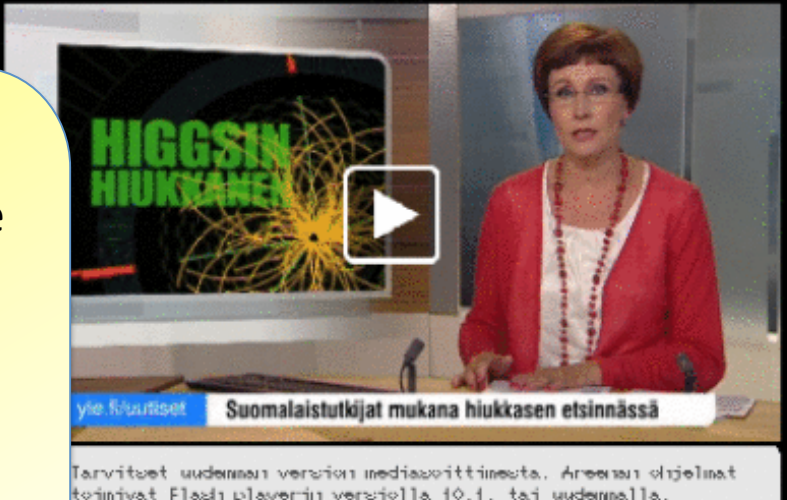 HIGGSIN
HIUKKANEN
e
yle.fi/uutiset Suomalaistutkijat mukana hiukkasen etsinnässä
Tarvitset uudemman version mediasoittimesta. Areenan ohjelmat
toimivat Flash playerin versiolla 10.1. tai uudemmalla.